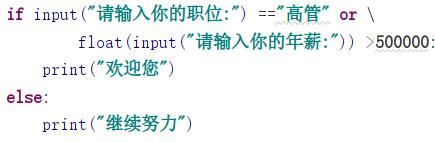 if input("请输入你的职位:") =="高管" or \
        float(input("请输入你的年薪:")) >500000:
    print("欢迎您")
else:
    print("继续努力")